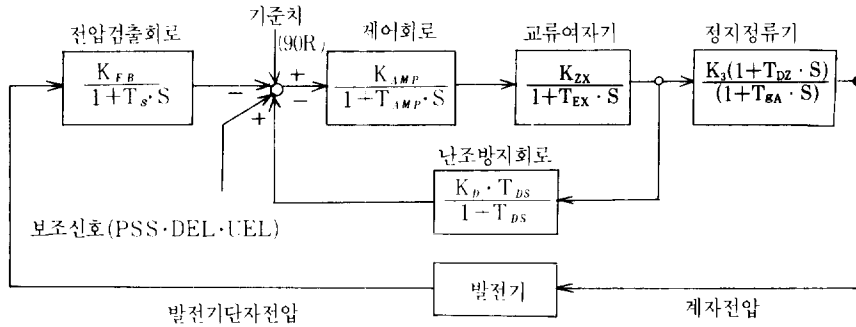 전압검출회로
K_FB
1+T_s·S
기준치
(90R)
제어회로
K_AMP
1-T_AMP·S
교류여자기
K_ZX
1+T_EX·S
정지정류기
K_3(1+T_DZ·S)
(1+T_gA·S)
+
-
-
+
난조방지회로
K_D·T_DS
1-T_DS
보조신호(PSS·DEL·UEL)
발전기
발전기단자전압
계자전압